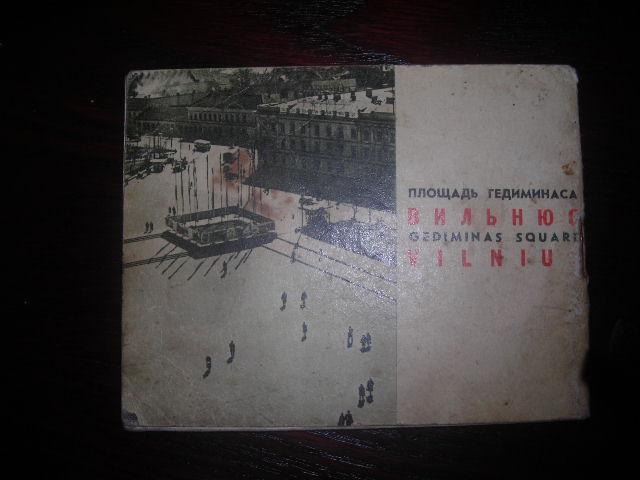 ПЛОЩАДЬ ГЕДИМИНАСА
ВИЛЬНЮС
GEDIMINAS SQUARE
VILNIU